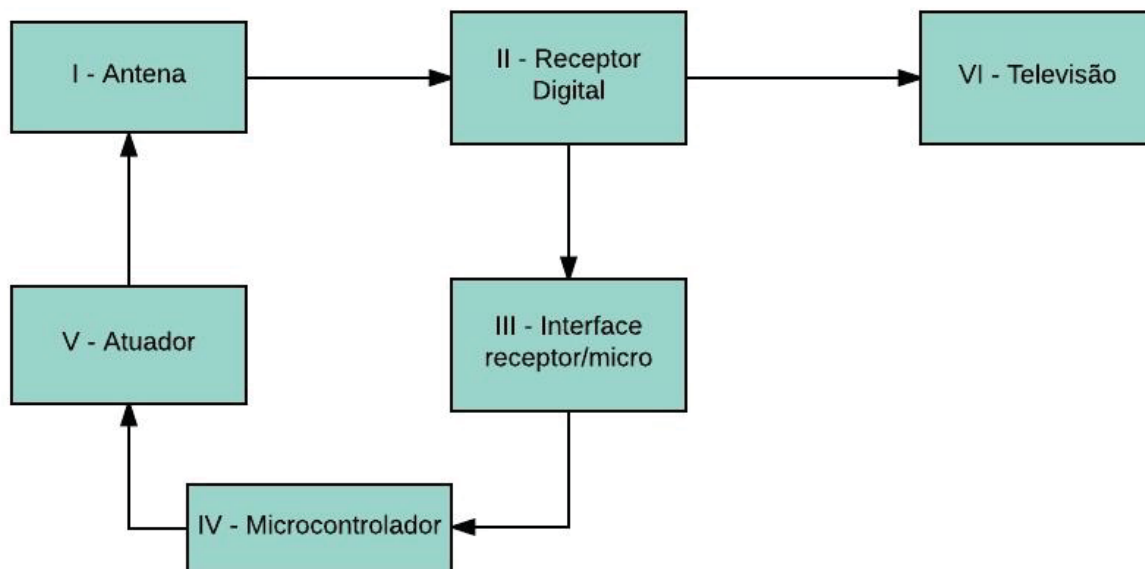 I - Antena
II - Receptor
Digital
VI - Televisão
V - Atuador
III - Interface
receptor/micro
IV - Microcontrolador